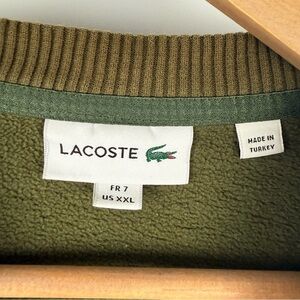 LACOSTE
FR 7
US XXL
MADE IN
TURKEY